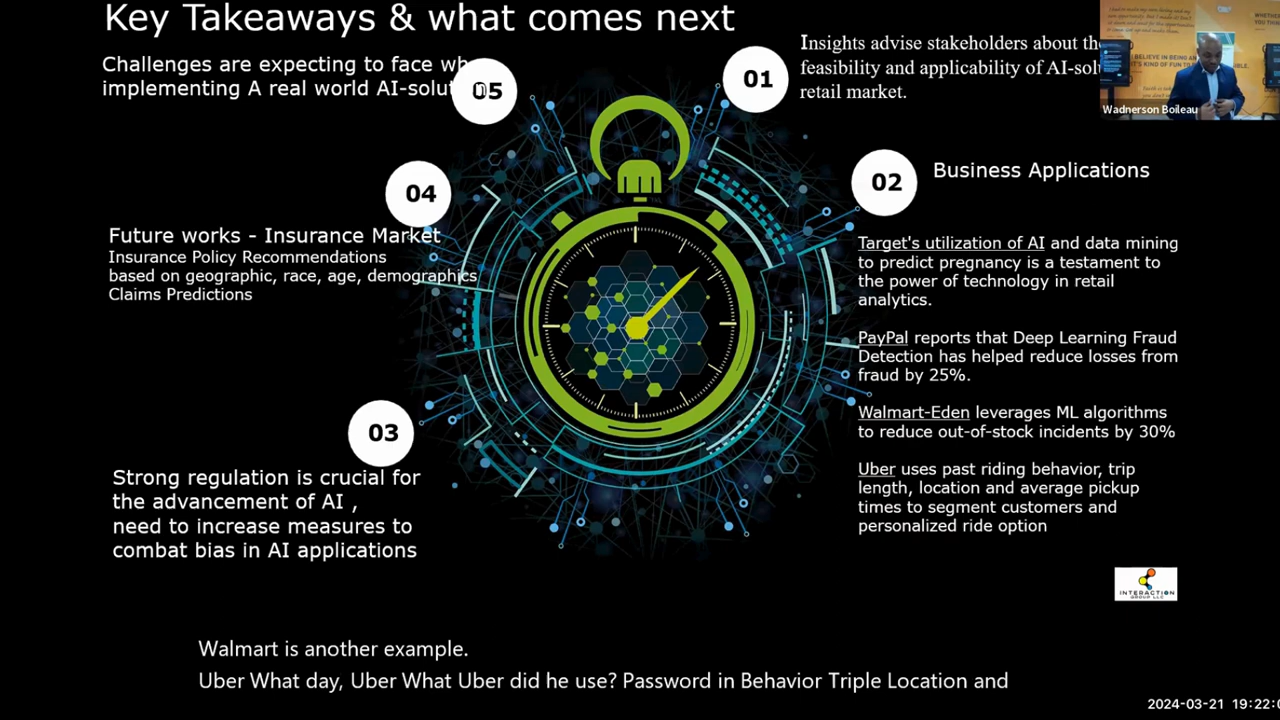 Key Takeaways & what comes next
Challenges are expecting to face wh
implementing A real world AI-solut n
05
01
Insights advise stakeholders about th
feasibility and applicability of AI-solu
retail market.
Wadnerson Boileau
04
02
Business Applications
Future works - Insurance Market
Insurance Policy Recommendations
based on geographic, race, age, demographics
Claims Predictions
Target's utilization of AI and data mining
to predict pregnancy is a testament to
the power of technology in retail
analytics.
PayPal reports that Deep Learning Fraud
Detection has helped reduce losses from
fraud by 25%.
Walmart-Eden leverages ML algorithms
to reduce out-of-stock incidents by 30%
Uber uses past riding behavior, trip
length, location and average pickup
times to segment customers and
personalized ride option
03
Strong regulation is crucial for
the advancement of AI ,
need to increase measures to
combat bias in AI applications
INTERACTION
GROUP LLC
Walmart is another example.
Uber What day, Uber What Uber did he use? Password in Behavior Triple Location and
2024-03-21 19:22:0